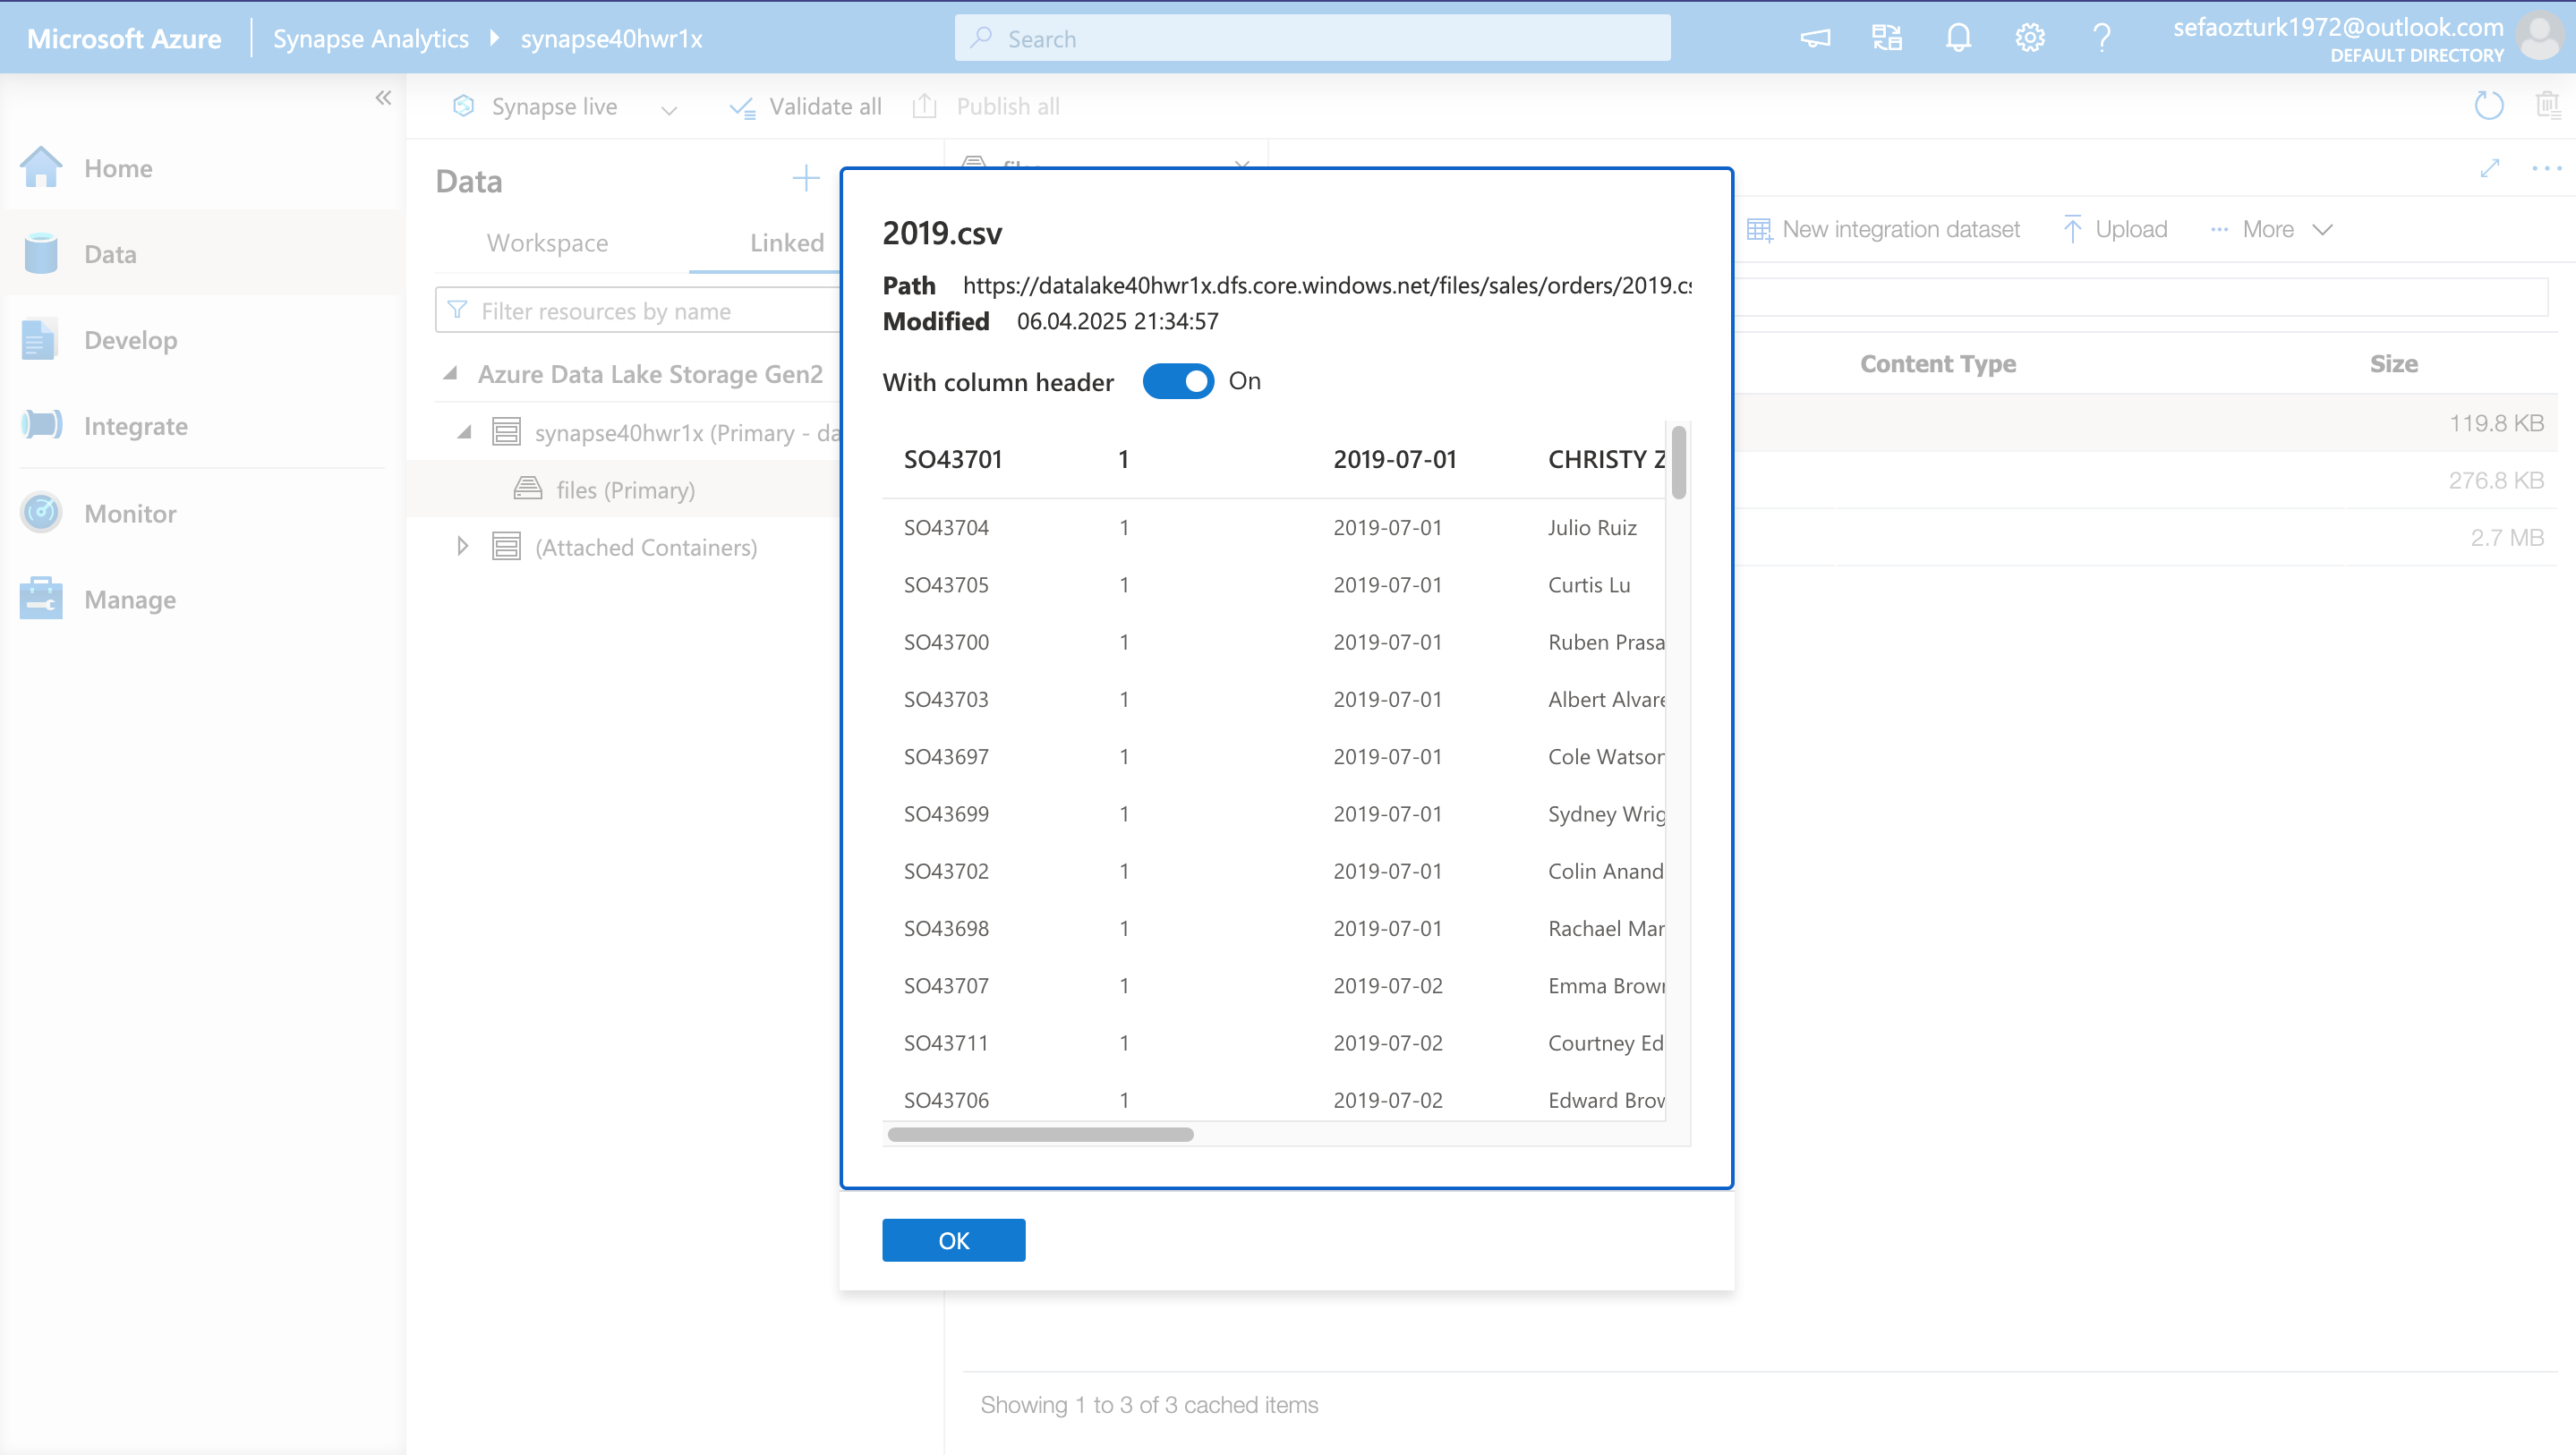 Microsoft Azure
Synapse Analytics
synapse40hwr1x
Search
sefaozturk1972@outlook.com
DEFAULT DIRECTORY
Synapse live
Validate all
Publish all
Home
Data
Develop
Integrate
Monitor
Manage
Data
Workspace
Linked
Filter resources by name
Azure Data Lake Storage Gen2
synapse40hwr1x (Primary - da
files (Primary)
(Attached Containers)
files
New integration dataset
Upload
More
Content Type
Size
119.8 KB
276.8 KB
2.7 MB
2019.csv
Path https://datalake40hwr1x.dfs.core.windows.net/files/sales/orders/2019.cs
Modified 06.04.2025 21:34:57
With column header On
SO43701 1 2019-07-01 CHRISTY Z
SO43704 1 2019-07-01 Julio Ruiz
SO43705 1 2019-07-01 Curtis Lu
SO43700 1 2019-07-01 Ruben Prasa
SO43703 1 2019-07-01 Albert Alvare
SO43697 1 2019-07-01 Cole Watson
SO43699 1 2019-07-01 Sydney Wrig
SO43702 1 2019-07-01 Colin Anand
SO43698 1 2019-07-01 Rachael Mar
SO43707 1 2019-07-02 Emma Brown
SO43711 1 2019-07-02 Courtney Ed
SO43706 1 2019-07-02 Edward Brow
OK
Showing 1 to 3 of 3 cached items